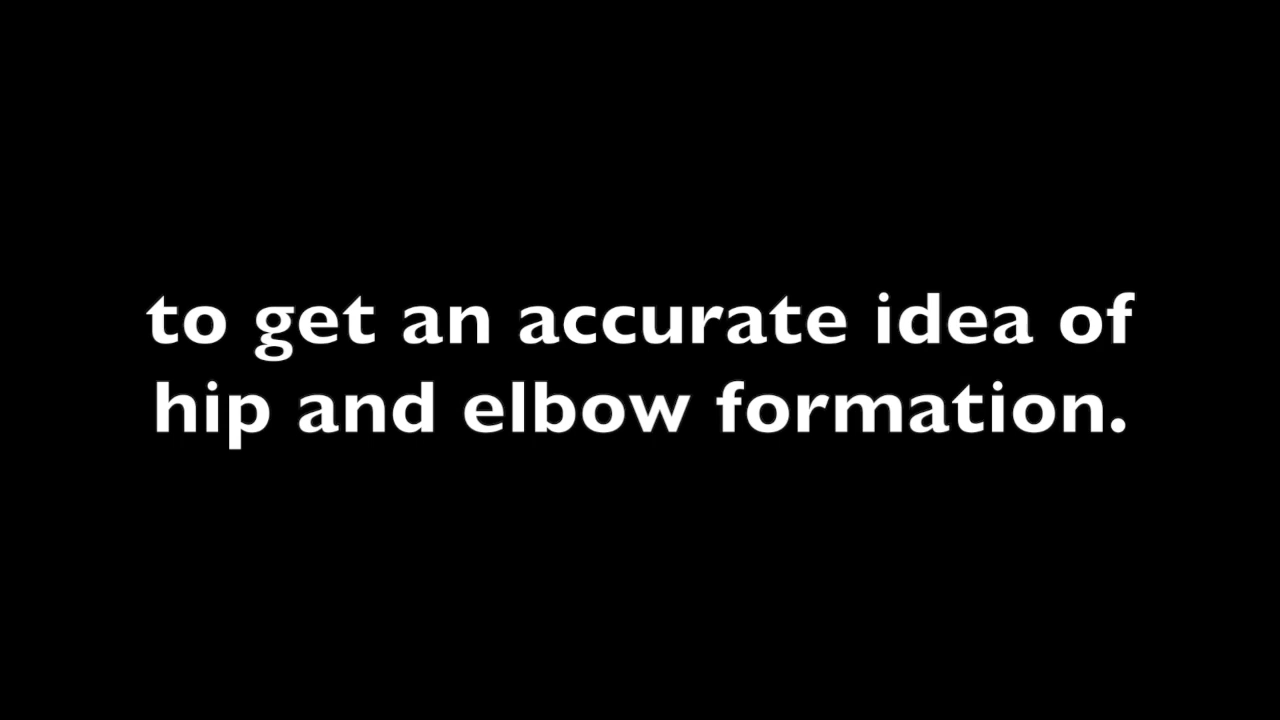 to get an accurate idea of
hip and elbow formation.